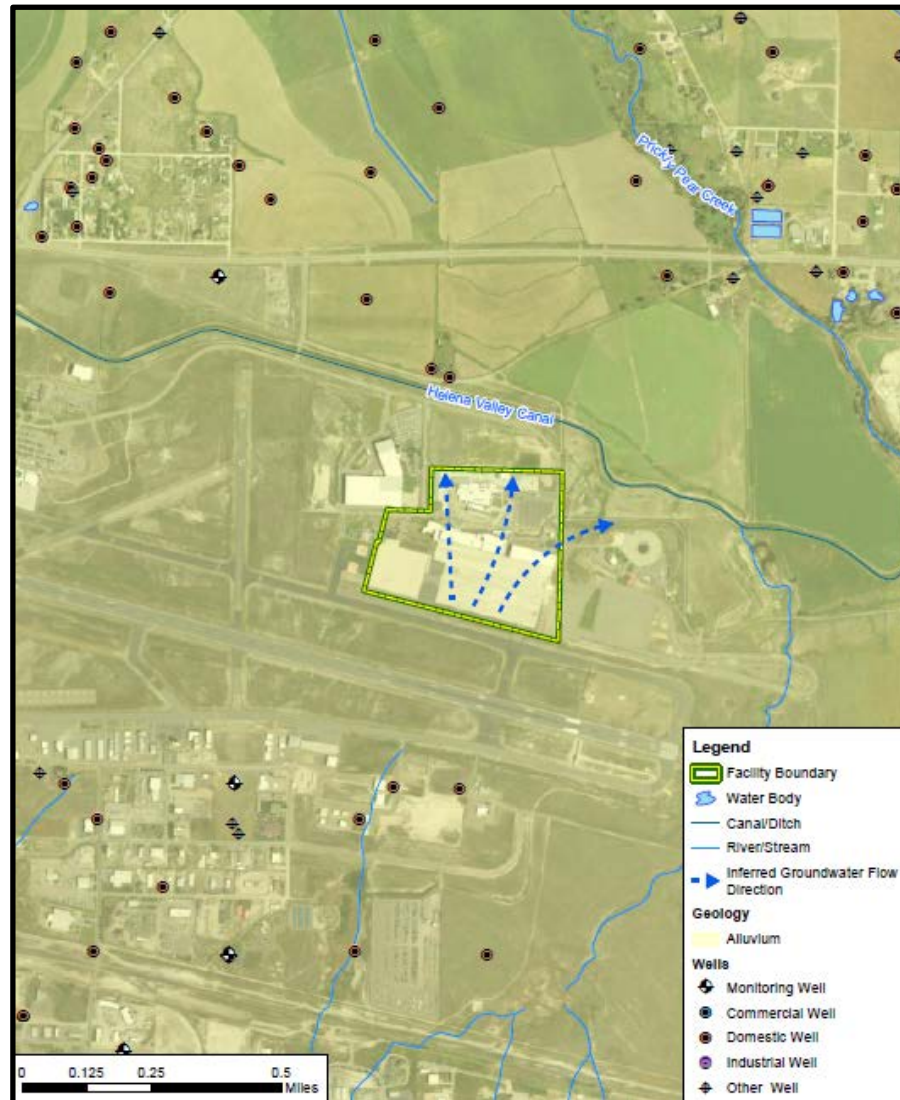 Prickly Pear Creek
Helena Valley Canal
Legend
Facility Boundary
Water Body
Canal/Ditch
River/Stream
Inferred Groundwater Flow
Direction
Geology
Alluvium
Wells
Monitoring Well
Commercial Well
Domestic Well
Industrial Well
Other Well
0 0.125 0.25 0.5
Miles